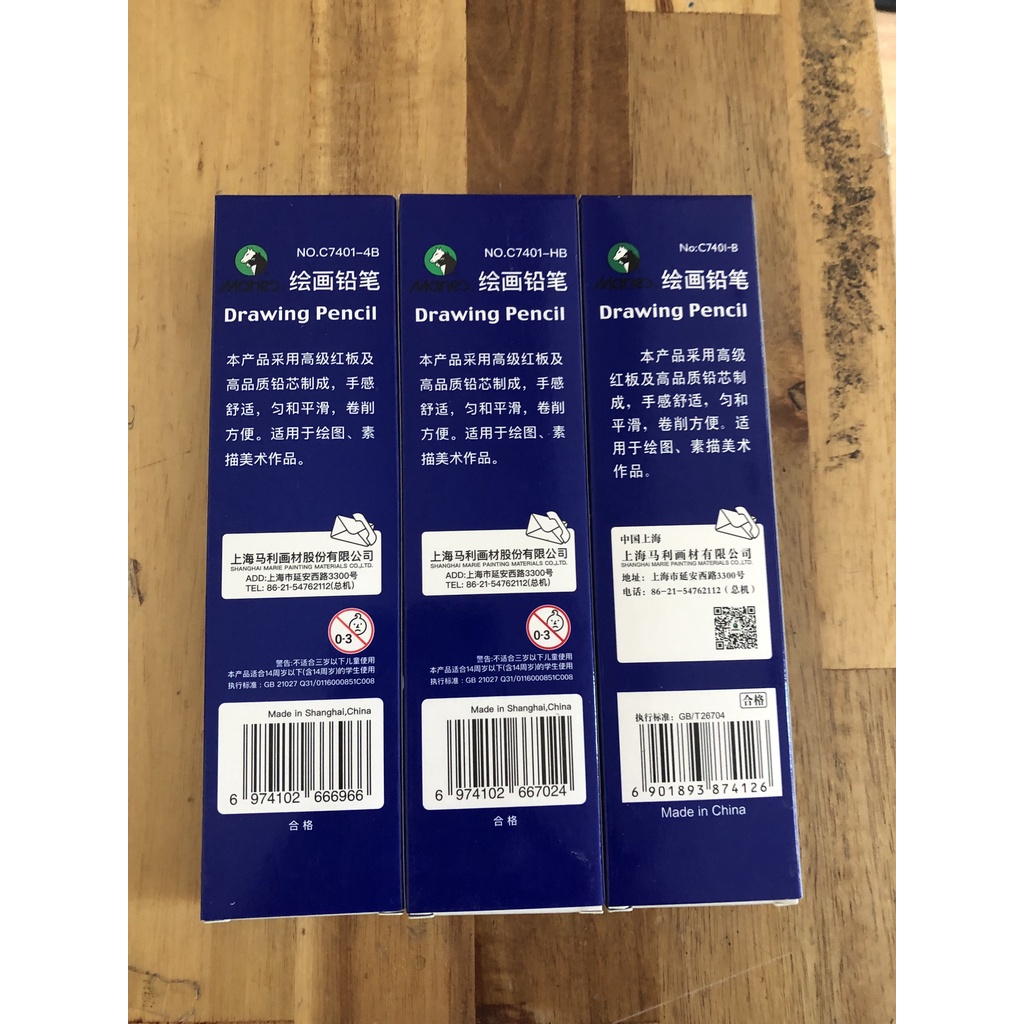 NO.C7401-4B
Marie's
绘画铅笔
Drawing Pencil
本产品采用高级红板及
高品质铅芯制成，手感
舒适，匀和平滑，卷削
方便。适用于绘图、素
描美术作品。
上海马利画材股份有限公司
SHANGHAI MARIE PAINTING MATERIALS CO.,LTD.
ADD:上海市延安西路3300号
TEL: 86-21-54762112(总机)
0-3
警告:不适合三岁以下儿童使用
本产品适合14周岁以下(含14周岁)的学生使用
执行标准: GB 21027 Q31/0116000851C008
Made in Shanghai,China
6 974102 666966
合格
NO.C7401-HB
Marie's
绘画铅笔
Drawing Pencil
本产品采用高级红板及
高品质铅芯制成，手感
舒适，匀和平滑，卷削
方便。适用于绘图、素
描美术作品。
上海马利画材股份有限公司
SHANGHAI MARIE PAINTING MATERIALS CO.,LTD.
ADD:上海市延安西路3300号
TEL: 86-21-54762112(总机)
0-3
警告:不适合三岁以下儿童使用
本产品适合14周岁以下(含14周岁)的学生使用
执行标准: GB 21027 Q31/0116000851C008
Made in Shanghai,China
6 974102 667024
合格
No:C7401-B
Marie's
绘画铅笔
Drawing Pencil
本产品采用高级
红板及高品质铅芯制
成，手感舒适，匀和
平滑，卷削方便。适
用于绘图、素描美术
作品。
中国上海
上海马利画材有限公司
SHANGHAI MARIE PAINTING MATERIALS CO.,LTD.
地址：上海市延安西路3300号
电话：86-21-54762112（总机）
合格
执行标准：GB/T26704
6 901893 874126
Made in China